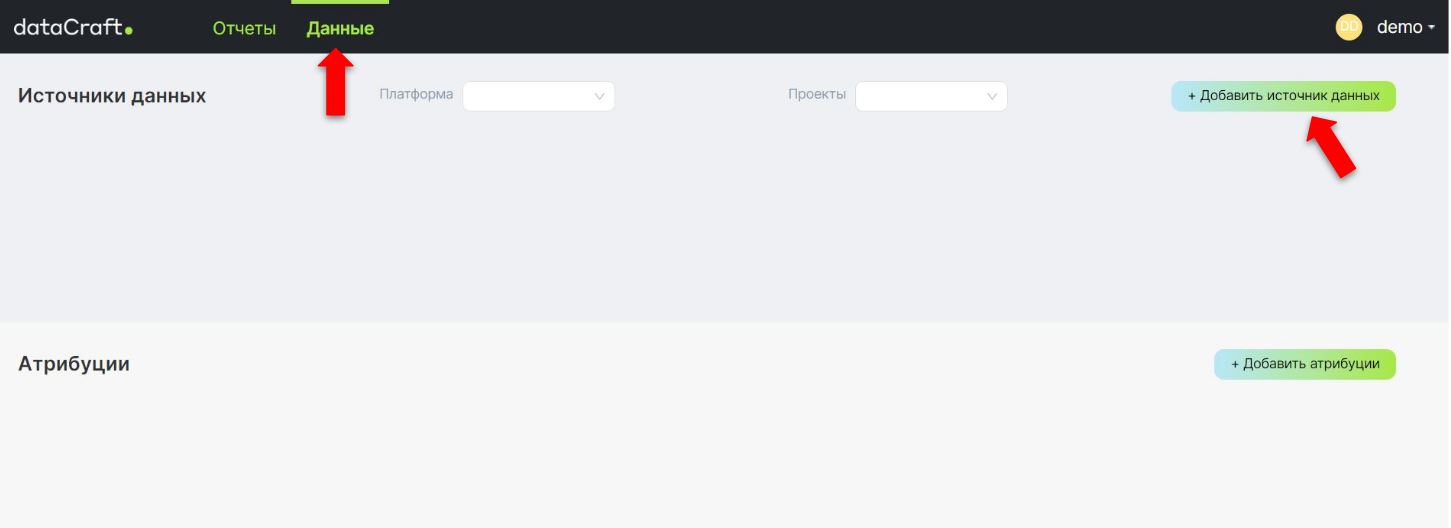 dataCraft. Отчеты Данные DD demo
Источники данных Платформа Проекты + Добавить источник данных
Атрибуции + Добавить атрибуции